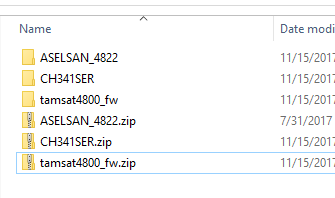 Name Date modi
ASELSAN_4822 11/15/2017
CH341SER 11/15/2017
tamsat4800_fw 11/15/2017
ASELSAN_4822.zip 7/31/2017
CH341SER.zip 11/15/2017
tamsat4800_fw.zip 11/15/2017